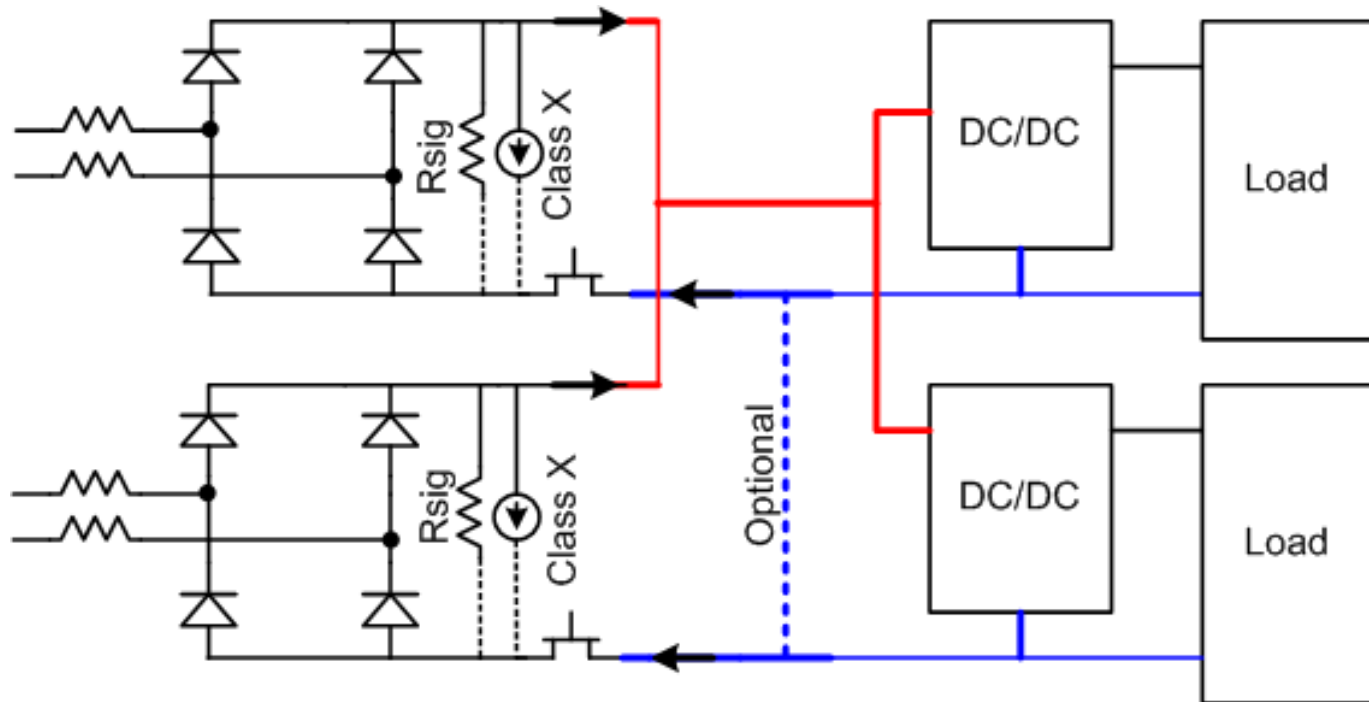 Rsig
Class X
DC/DC
Load
Optional
Rsig
Class X
DC/DC
Load